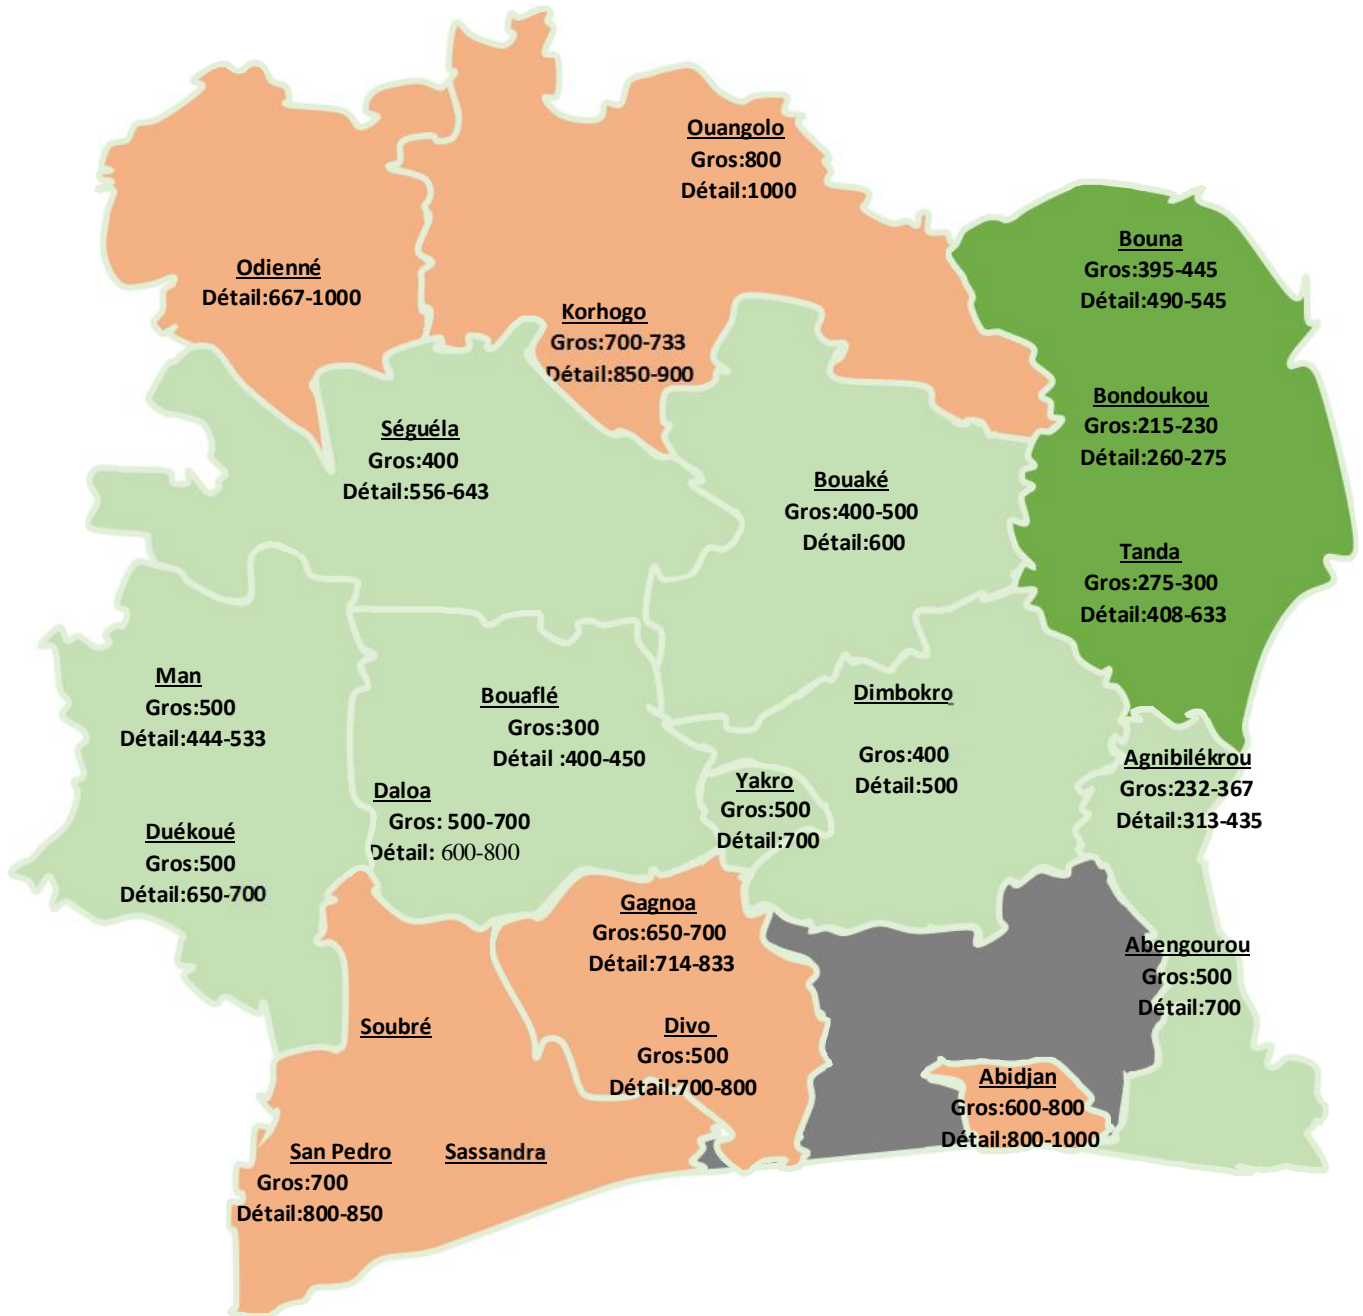 Ouangolo
Gros:800
Détail:1000
Bouna
Gros:395-445
Détail:490-545
Odienné
Détail:667-1000
Korhogo
Gros:700-733
Détail:850-900
Bondoukou
Gros:215-230
Détail:260-275
Séguéla
Gros:400
Détail:556-643
Bouaké
Gros:400-500
Détail:600
Tanda
Gros:275-300
Détail:408-633
Man
Gros:500
Détail:444-533
Bouaflé
Gros:300
Détail :400-450
Dimbokro
Gros:400
Détail:500
Agnibilékrou
Gros:232-367
Détail:313-435
Daloa
Gros: 500-700
Détail: 600-800
Yakro
Gros:500
Détail:700
Duékoué
Gros:500
Détail:650-700
Gagnoa
Gros:650-700
Détail:714-833
Abengourou
Gros:500
Détail:700
Soubré
Divo
Gros:500
Détail:700-800
Abidjan
Gros:600-800
Détail:800-1000
San Pedro
Gros:700
Détail:800-850
Sassandra